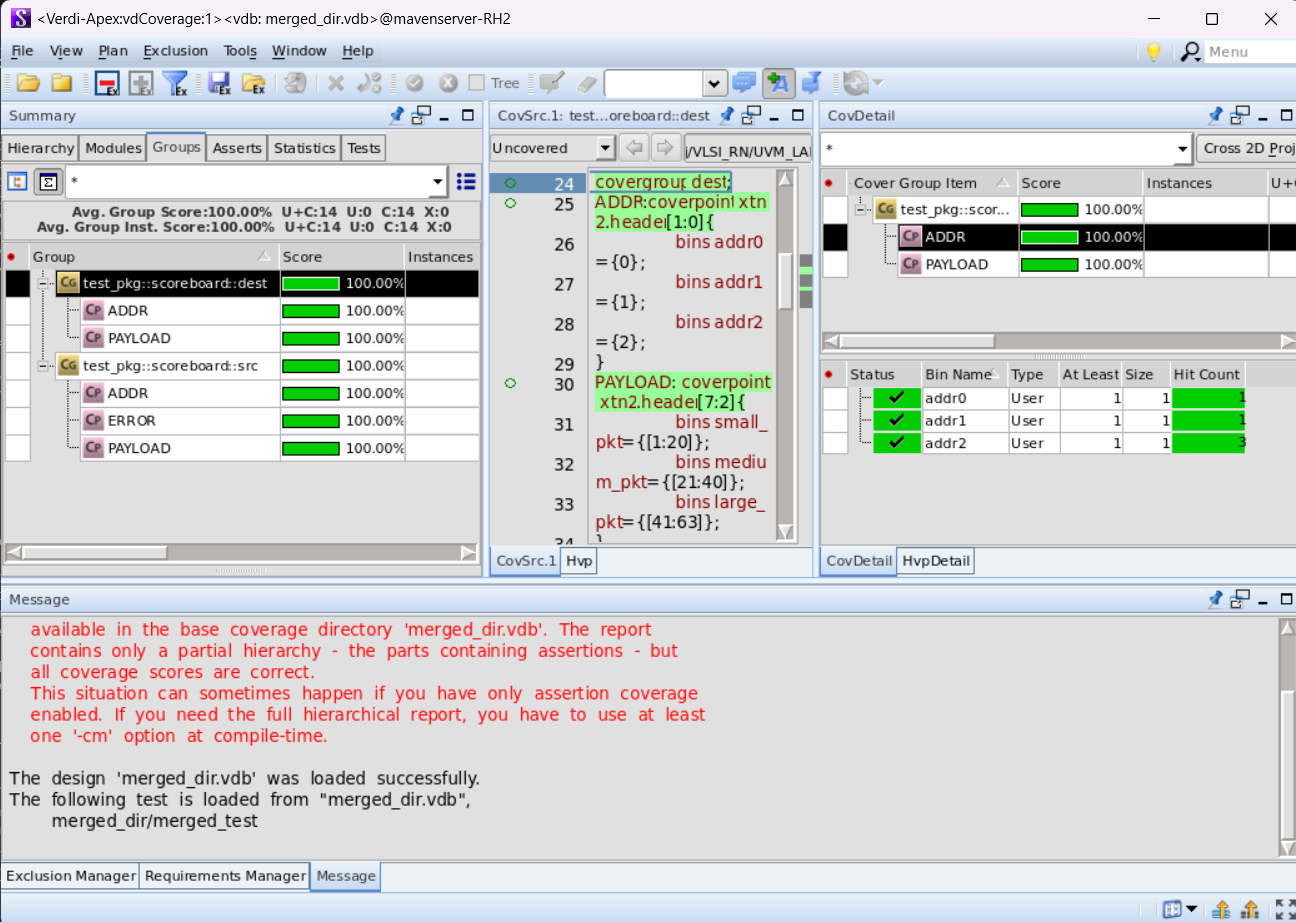 <Verdi-Apex:vdCoverage:1><vdb: merged_dir.vdb>@mavenserver-RH2
File View Plan Exclusion Tools Window Help
Menu
Tree
Summary
Hierarchy Modules Groups Asserts Statistics Tests
*
Avg. Group Score:100.00% U+C:14 U:0 C:14 X:0
Avg. Group Inst. Score:100.00% U+C:14 U:0 C:14 X:0
Group Score Instances
test_pkg::scoreboard::dest 100.00%
ADDR 100.00%
PAYLOAD 100.00%
test_pkg::scoreboard::src 100.00%
ADDR 100.00%
ERROR 100.00%
PAYLOAD 100.00%
CovSrc.1: test...oreboard::dest
Uncovered
i/VLSI_RN/UVM_LAI
24 covergroup dest;
25 ADDR:coverpoint xtn
2.header[1:0]{
26 bins addr0
={0};
27 bins addr1
={1};
28 bins addr2
={2};
29 }
30 PAYLOAD: coverpoint
xtn2.header[7:2]{
31 bins small_
pkt={[1:20]};
32 bins mediu
m_pkt={[21:40]};
33 bins large_
pkt={[41:63]};
34 }
CovSrc.1 Hvp
CovDetail
* Cross 2D Proj
Cover Group Item Score Instances U+
test_pkg::scor... 100.00%
ADDR 100.00%
PAYLOAD 100.00%
Status Bin Name Type At Least Size Hit Count
addr0 User 1 1 1
addr1 User 1 1 1
addr2 User 1 1 3
CovDetail HvpDetail
Message
available in the base coverage directory 'merged_dir.vdb'. The report
contains only a partial hierarchy - the parts containing assertions - but
all coverage scores are correct.
This situation can sometimes happen if you have only assertion coverage
enabled. If you need the full hierarchical report, you have to use at least
one '-cm' option at compile-time.
The design 'merged_dir.vdb' was loaded successfully.
The following test is loaded from "merged_dir.vdb",
merged_dir/merged_test
Exclusion Manager Requirements Manager Message